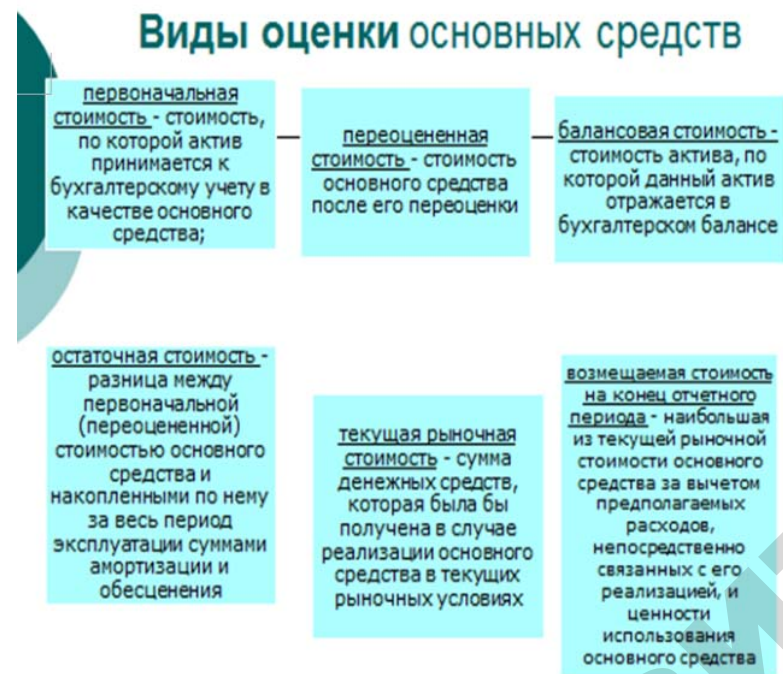 Виды оценки основных средств
первоначальная
стоимость - стоимость,
по которой актив
принимается к
бухгалтерскому учету в
качестве основного
средства;
переоцененная
стоимость - стоимость
основного средства
после его переоценки
балансовая стоимость -
стоимость актива, по
которой данный актив
отражается в
бухгалтерском балансе
остаточная стоимость -
разница между
первоначальной
(переоцененной)
стоимостью основного
средства и
накопленными по нему
за весь период
эксплуатации суммами
амортизации и
обесценения
текущая рыночная
стоимость - сумма
денежных средств,
которая была бы
получена в случае
реализации основного
средства в текущих
рыночных условиях
возмещаемая стоимость
на конец отчетного
периода - наибольшая
из текущей рыночной
стоимости основного
средства за вычетом
предполагаемых
расходов,
непосредственно
связанных с его
реализацией, и
ценности
использования
основного средства